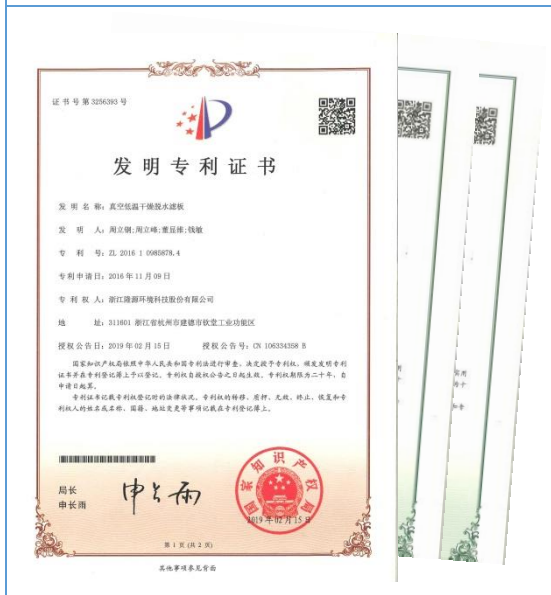 证书号第3256393号
发明专利证书
发明名称：真空低温干燥脱水滤板
发明人：周立钢;周立峰;董显维;钱敏
专利号：ZL 2016 1 0985878.4
专利申请日：2016年11月09日
专利权人：浙江隆源环境科技股份有限公司
地址：311601 浙江省杭州市建德市钦堂工业功能区
授权公告日：2019年02月15日 授权公告号：CN 106334358 B
国家知识产权局依照中华人民共和国专利法进行审查，决定授予专利权，颁发发明专利
证书并在专利登记簿上予以登记。专利权自授权公告之日起生效。专利权期限为二十年，自
申请日起算。
专利证书记载专利权登记时的法律状况。专利权的转移、质押、无效、终止、恢复和专
利权人的姓名或名称、国籍、地址变更等事项记载在专利登记簿上。
局长
申长雨
申长雨
国家知识产权局
2019年02月15日
第1页(共2页)
其他事项参见背面